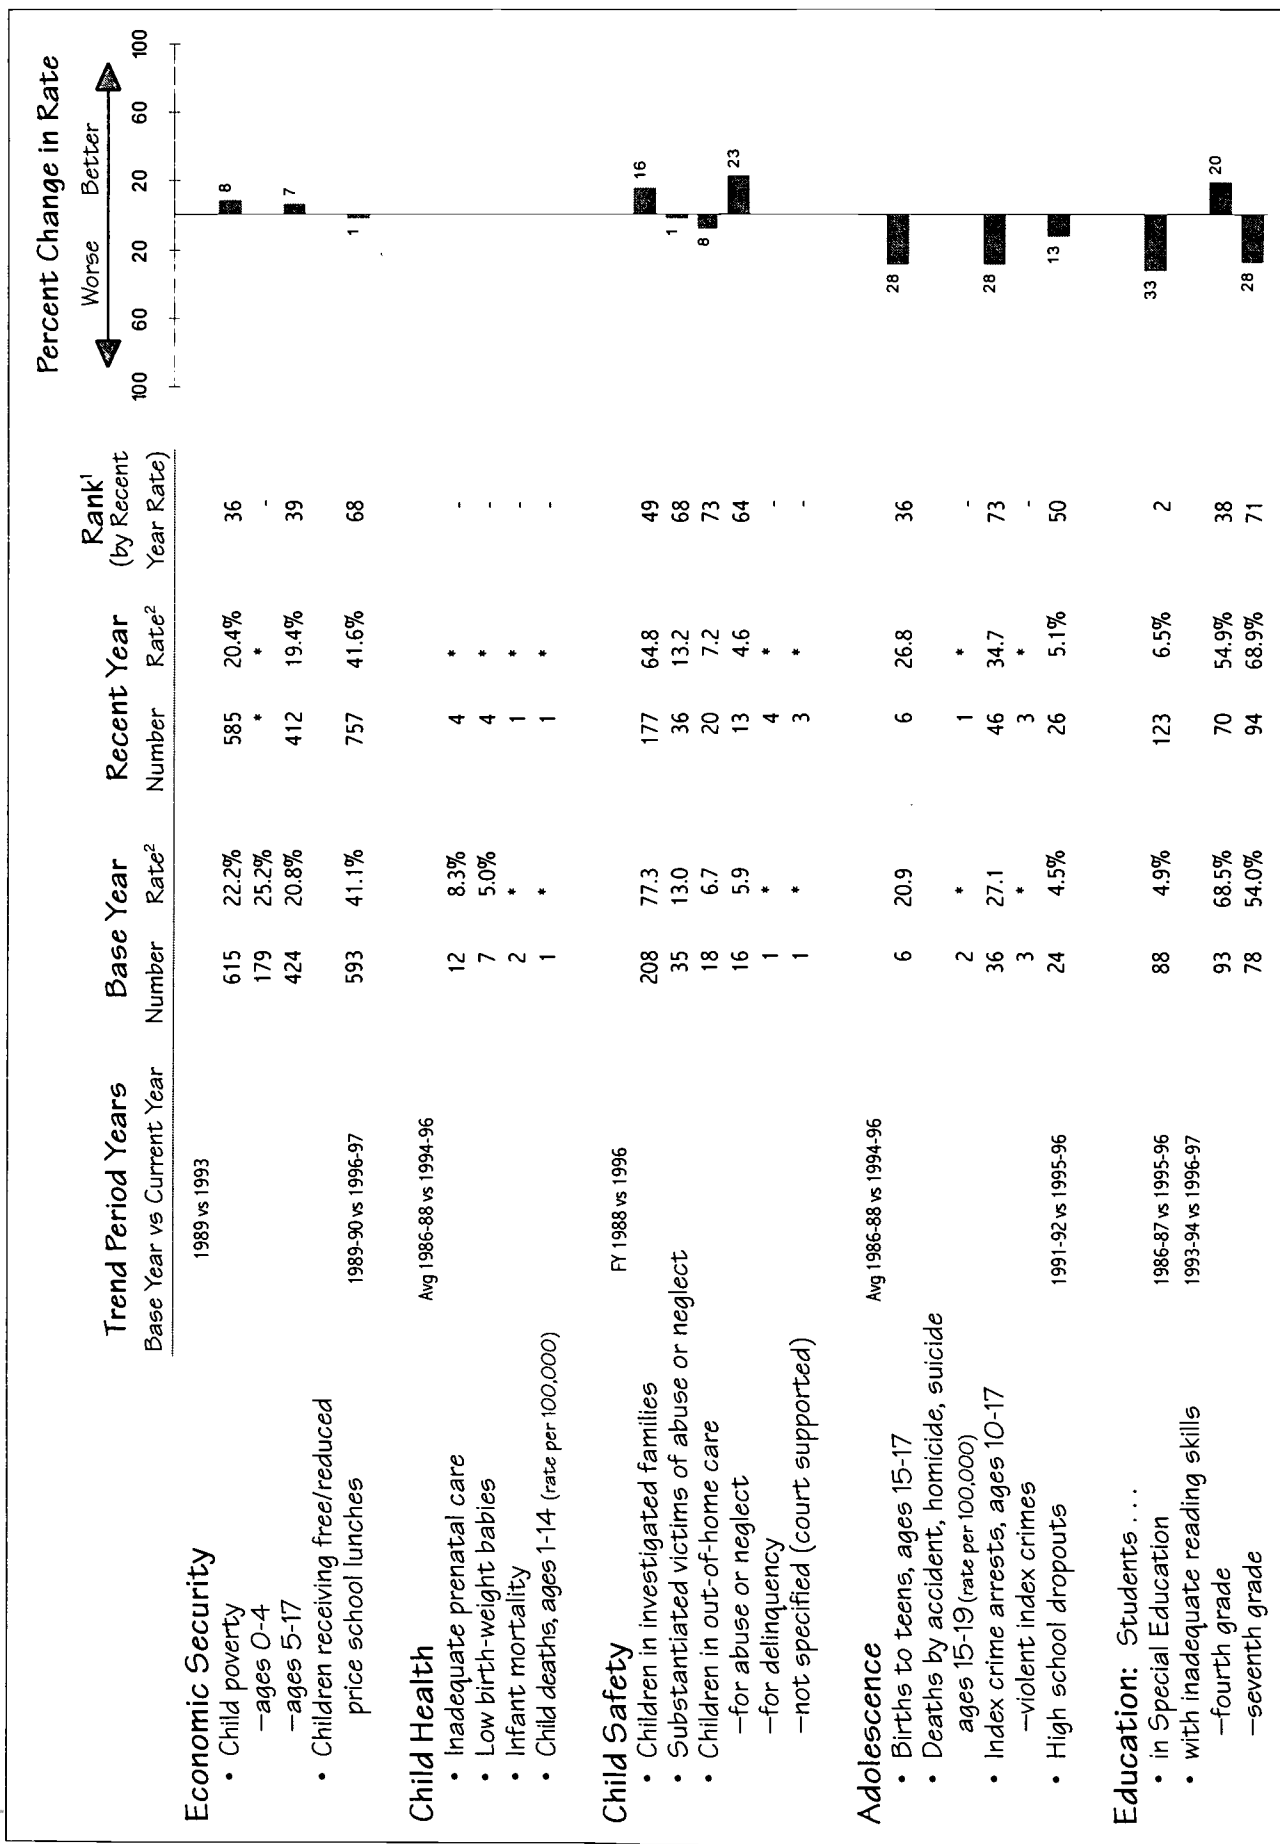 Percent Change in Rate
Worse Better
100 60 20 20 60 100
Trend Period Years Base Year Recent Year Rank¹
(by Recent
Base Year vs Current Year Number Rate² Number Rate² Year Rate)
Economic Security 1989 vs 1993
• Child poverty 615 22.2% 585 20.4% 36 8
–ages 0-4 179 25.2% * * -
–ages 5-17 424 20.8% 412 19.4% 39 7
• Children receiving free/reduced
price school lunches 1989-90 vs 1996-97 593 41.1% 757 41.6% 68 1
Child Health Avg 1986-88 vs 1994-96
• Inadequate prenatal care 12 8.3% 4 * -
• Low birth-weight babies 7 5.0% 4 * -
• Infant mortality 2 * 1 * -
• Child deaths, ages 1-14 (rate per 100,000) 1 * 1 * -
Child Safety FY 1988 vs 1996
• Children in investigated families 208 77.3 177 64.8 49 16
• Substantiated victims of abuse or neglect 35 13.0 36 13.2 68 1
• Children in out-of-home care 18 6.7 20 7.2 73 8
–for abuse or neglect 16 5.9 13 4.6 64 23
–for delinquency 1 * 4 * -
–not specified (court supported) 1 * 3 * -
Adolescence Avg 1986-88 vs 1994-96
• Births to teens, ages 15-17 6 20.9 6 26.8 36 28
• Deaths by accident, homicide, suicide
ages 15-19 (rate per 100,000) 2 * 1 * -
• Index crime arrests, ages 10-17 36 27.1 46 34.7 73 28
–violent index crimes 3 * 3 * -
• High school dropouts 1991-92 vs 1995-96 24 4.5% 26 5.1% 50 13
Education: Students . . .
• in Special Education 1986-87 vs 1995-96 88 4.9% 123 6.5% 2 33
• with inadequate reading skills 1993-94 vs 1996-97
–fourth grade 93 68.5% 70 54.9% 38 20
–seventh grade 78 54.0% 94 68.9% 71 28